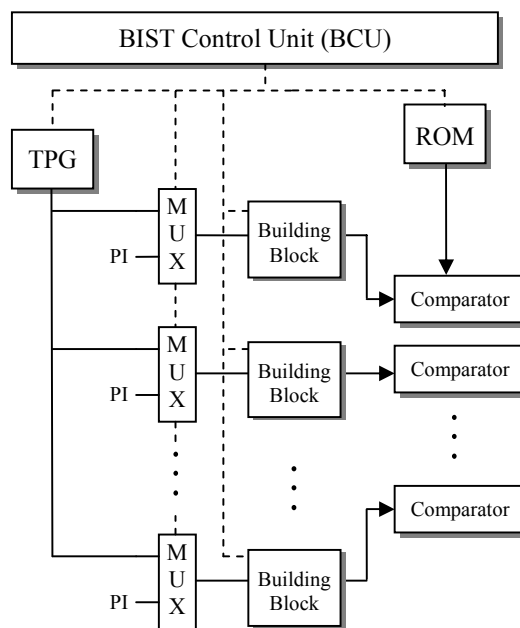 BIST Control Unit (BCU)
TPG
ROM
M
U
X
PI
Building
Block
Comparator
M
U
X
PI
Building
Block
Comparator
M
U
X
PI
Building
Block
Comparator